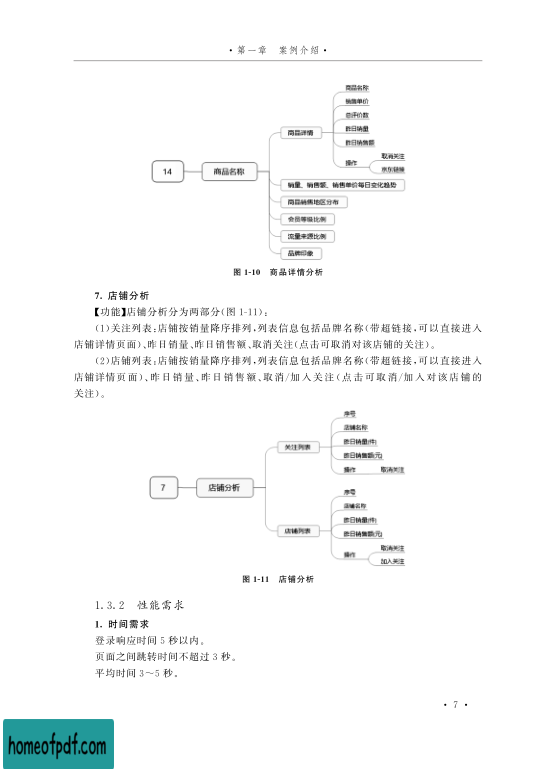 ·第一章　案例介绍·
商品名称
销售单价
总评价数
昨日销量
昨日销售额
商品详情
操作
取消关注
京东链接
14
商品名称
销量、销售额、销售单价每日变化趋势
商品销售地区分布
会员等级比例
流量来源比例
品牌印象
图 1-10　商品详情分析
7. 店铺分析
【功能】店铺分析分为两部分(图 1-11):
(1)关注列表:店铺按销量降序排列,列表信息包括品牌名称(带超链接,可以直接进入
店铺详情页面)、昨日销量、昨日销售额、取消关注(点击可取消对该店铺的关注)。
(2)店铺列表:店铺按销量降序排列,列表信息包括品牌名称(带超链接,可以直接进入
店铺详情页面)、昨日销量、昨日销售额、取消/加入关注(点击可取消/加入对该店铺的
关注)。
序号
店铺名称
关注列表
昨日销量(件)
昨日销售额(元)
操作
取消关注
7
店铺分析
序号
店铺名称
昨日销量(件)
店铺列表
昨日销售额(元)
操作
取消关注
加入关注
图 1-11　店铺分析
1.3.2　性能需求
1. 时间需求
登录响应时间 5 秒以内。
页面之间跳转时间不超过 3 秒。
平均时间 3～5 秒。
· 7 ·
homeofpdf.com